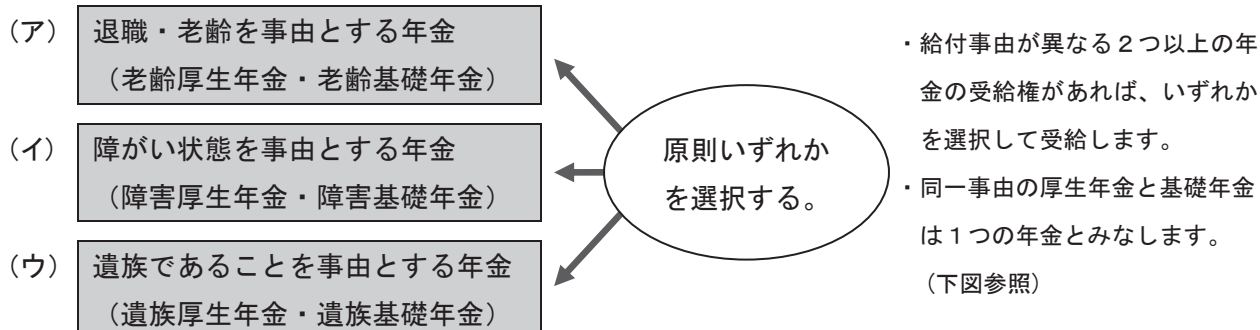 （ア）
退職・老齢を事由とする年金
（老齢厚生年金・老齢基礎年金）
（イ）
障がい状態を事由とする年金
（障害厚生年金・障害基礎年金）
（ウ）
遺族であることを事由とする年金
（遺族厚生年金・遺族基礎年金）
原則いずれか
を選択する。
・給付事由が異なる２つ以上の年
金の受給権があれば、いずれか
を選択して受給します。
・同一事由の厚生年金と基礎年金
は１つの年金とみなします。
（下図参照）